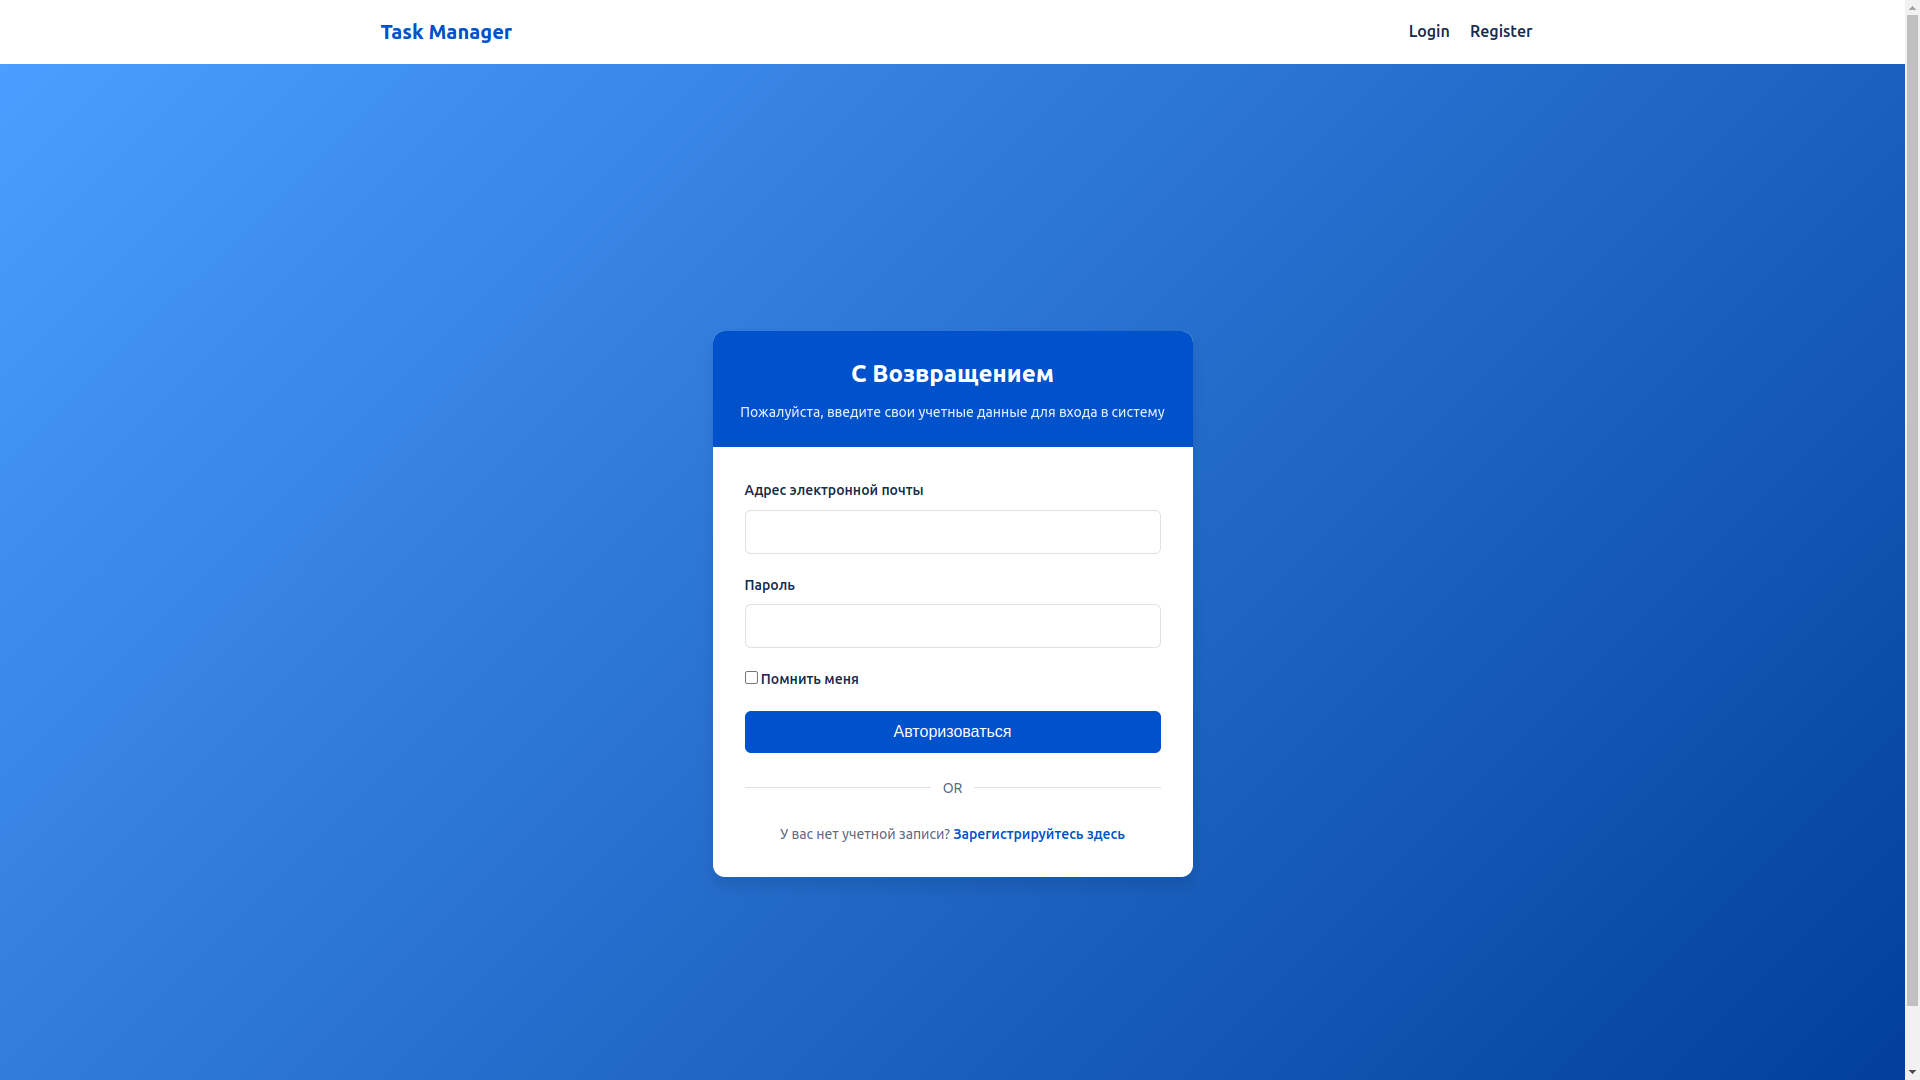 Task Manager
Login
Register
С Возвращением
Пожалуйста, введите свои учетные данные для входа в систему
Адрес электронной почты
Пароль
Помнить меня
Авторизоваться
OR
У вас нет учетной записи? Зарегистрируйтесь здесь